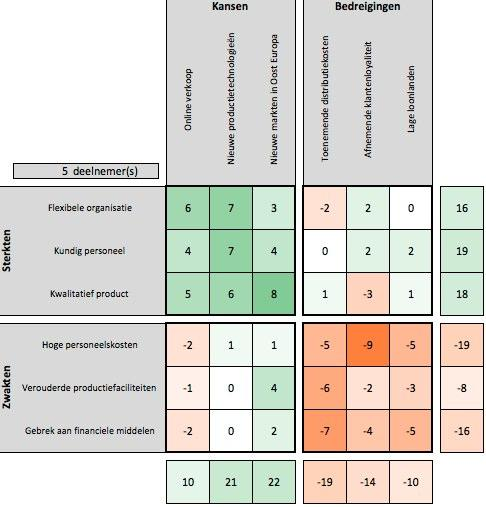 Kansen Bedreigingen
Online verkoop
Nieuwe productietechnologieën
Nieuwe markten in Oost Europa
Toenemende distributiekosten
Afnemende klantenloyaliteit
Lage loonlanden
5 deelnemer(s)
Sterkten
Flexibele organisatie 6 7 3 -2 2 0 16
Kundig personeel 4 7 4 0 2 2 19
Kwalitatief product 5 6 8 1 -3 1 18
Zwakten
Hoge personeelskosten -2 1 1 -5 -9 -5 -19
Verouderde productiefaciliteiten -1 0 4 -6 -2 -3 -8
Gebrek aan financiele middelen -2 0 2 -7 -4 -5 -16
10 21 22 -19 -14 -10